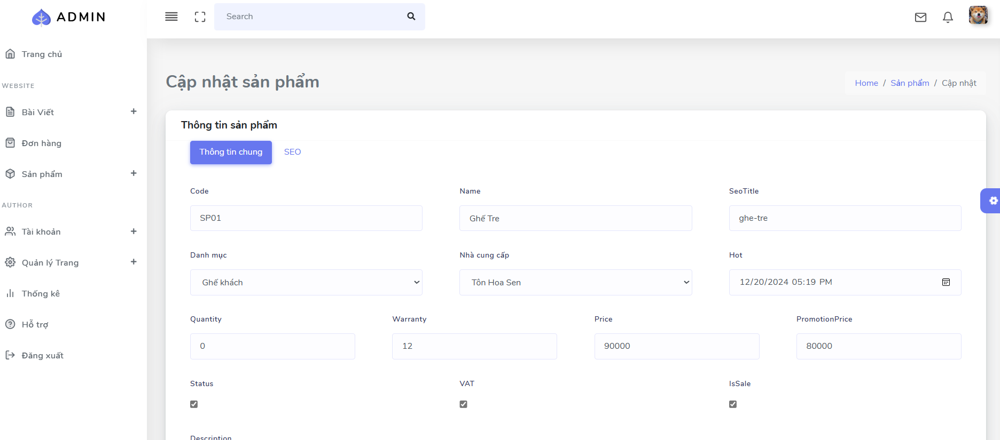 ADMIN
Search
Trang chủ
WEBSITE
Bài Viết
Đơn hàng
Sản phẩm
AUTHOR
Tài khoản
Quản lý Trang
Thống kê
Hỗ trợ
Đăng xuất
Cập nhật sản phẩm
Home / Sản phẩm / Cập nhật
Thông tin sản phẩm
Thông tin chung SEO
Code Name SeoTitle
SP01 Ghế Tre ghe-tre
Danh mục Nhà cung cấp Hot
Ghế khách Tôn Hoa Sen 12/20/2024 05:19 PM
Quantity Warranty Price PromotionPrice
0 12 90000 80000
Status VAT IsSale
Description